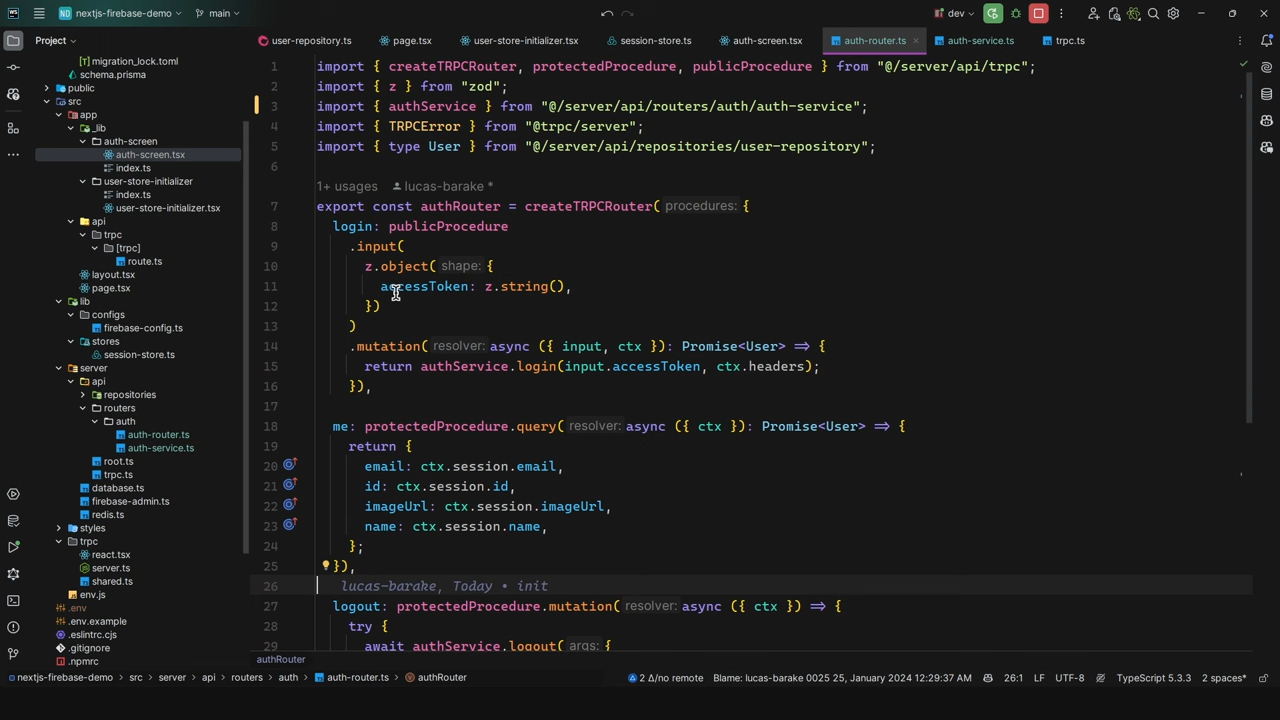 WS
ND nextjs-firebase-demo
main
dev
Project
user-repository.ts
page.tsx
user-store-initializer.tsx
session-store.ts
auth-screen.tsx
auth-router.ts
auth-service.ts
trpc.ts
migration_lock.toml
schema.prisma
public
src
app
_lib
auth-screen
auth-screen.tsx
index.ts
user-store-initializer
index.ts
user-store-initializer.tsx
api
trpc
[trpc]
route.ts
layout.tsx
page.tsx
lib
configs
firebase-config.ts
stores
session-store.ts
server
api
repositories
routers
auth
auth-router.ts
auth-service.ts
root.ts
trpc.ts
database.ts
firebase-admin.ts
redis.ts
styles
trpc
react.tsx
server.ts
shared.ts
env.js
.env
.env.example
.eslintrc.cjs
.gitignore
.npmrc
1 import { createTRPCRouter, protectedProcedure, publicProcedure } from "@/server/api/trpc";
2 import { z } from "zod";
3 import { authService } from "@/server/api/routers/auth/auth-service";
4 import { TRPCError } from "@trpc/server";
5 import { type User } from "@/server/api/repositories/user-repository";
6
1+ usages lucas-barake *
7 export const authRouter = createTRPCRouter( procedures: {
8 login: publicProcedure
9 .input(
10 z.object( shape: {
11 accessToken: z.string(),
12 })
13 )
14 .mutation( resolver: async ({ input, ctx }): Promise<User> => {
15 return authService.login(input.accessToken, ctx.headers);
16 }),
17
18 me: protectedProcedure.query( resolver: async ({ ctx }): Promise<User> => {
19 return {
20 email: ctx.session.email,
21 id: ctx.session.id,
22 imageUrl: ctx.session.imageUrl,
23 name: ctx.session.name,
24 };
25 }),
26 lucas-barake, Today • init
27 logout: protectedProcedure.mutation( resolver: async ({ ctx }) => {
28 try {
29 await authService.logout( args: {
authRouter
nextjs-firebase-demo > src > server > api > routers > auth > auth-router.ts > authRouter
2 Δ/no remote
Blame: lucas-barake 0025 25, January 2024 12:29:37 AM
26:1
LF
UTF-8
TypeScript 5.3.3
2 spaces*